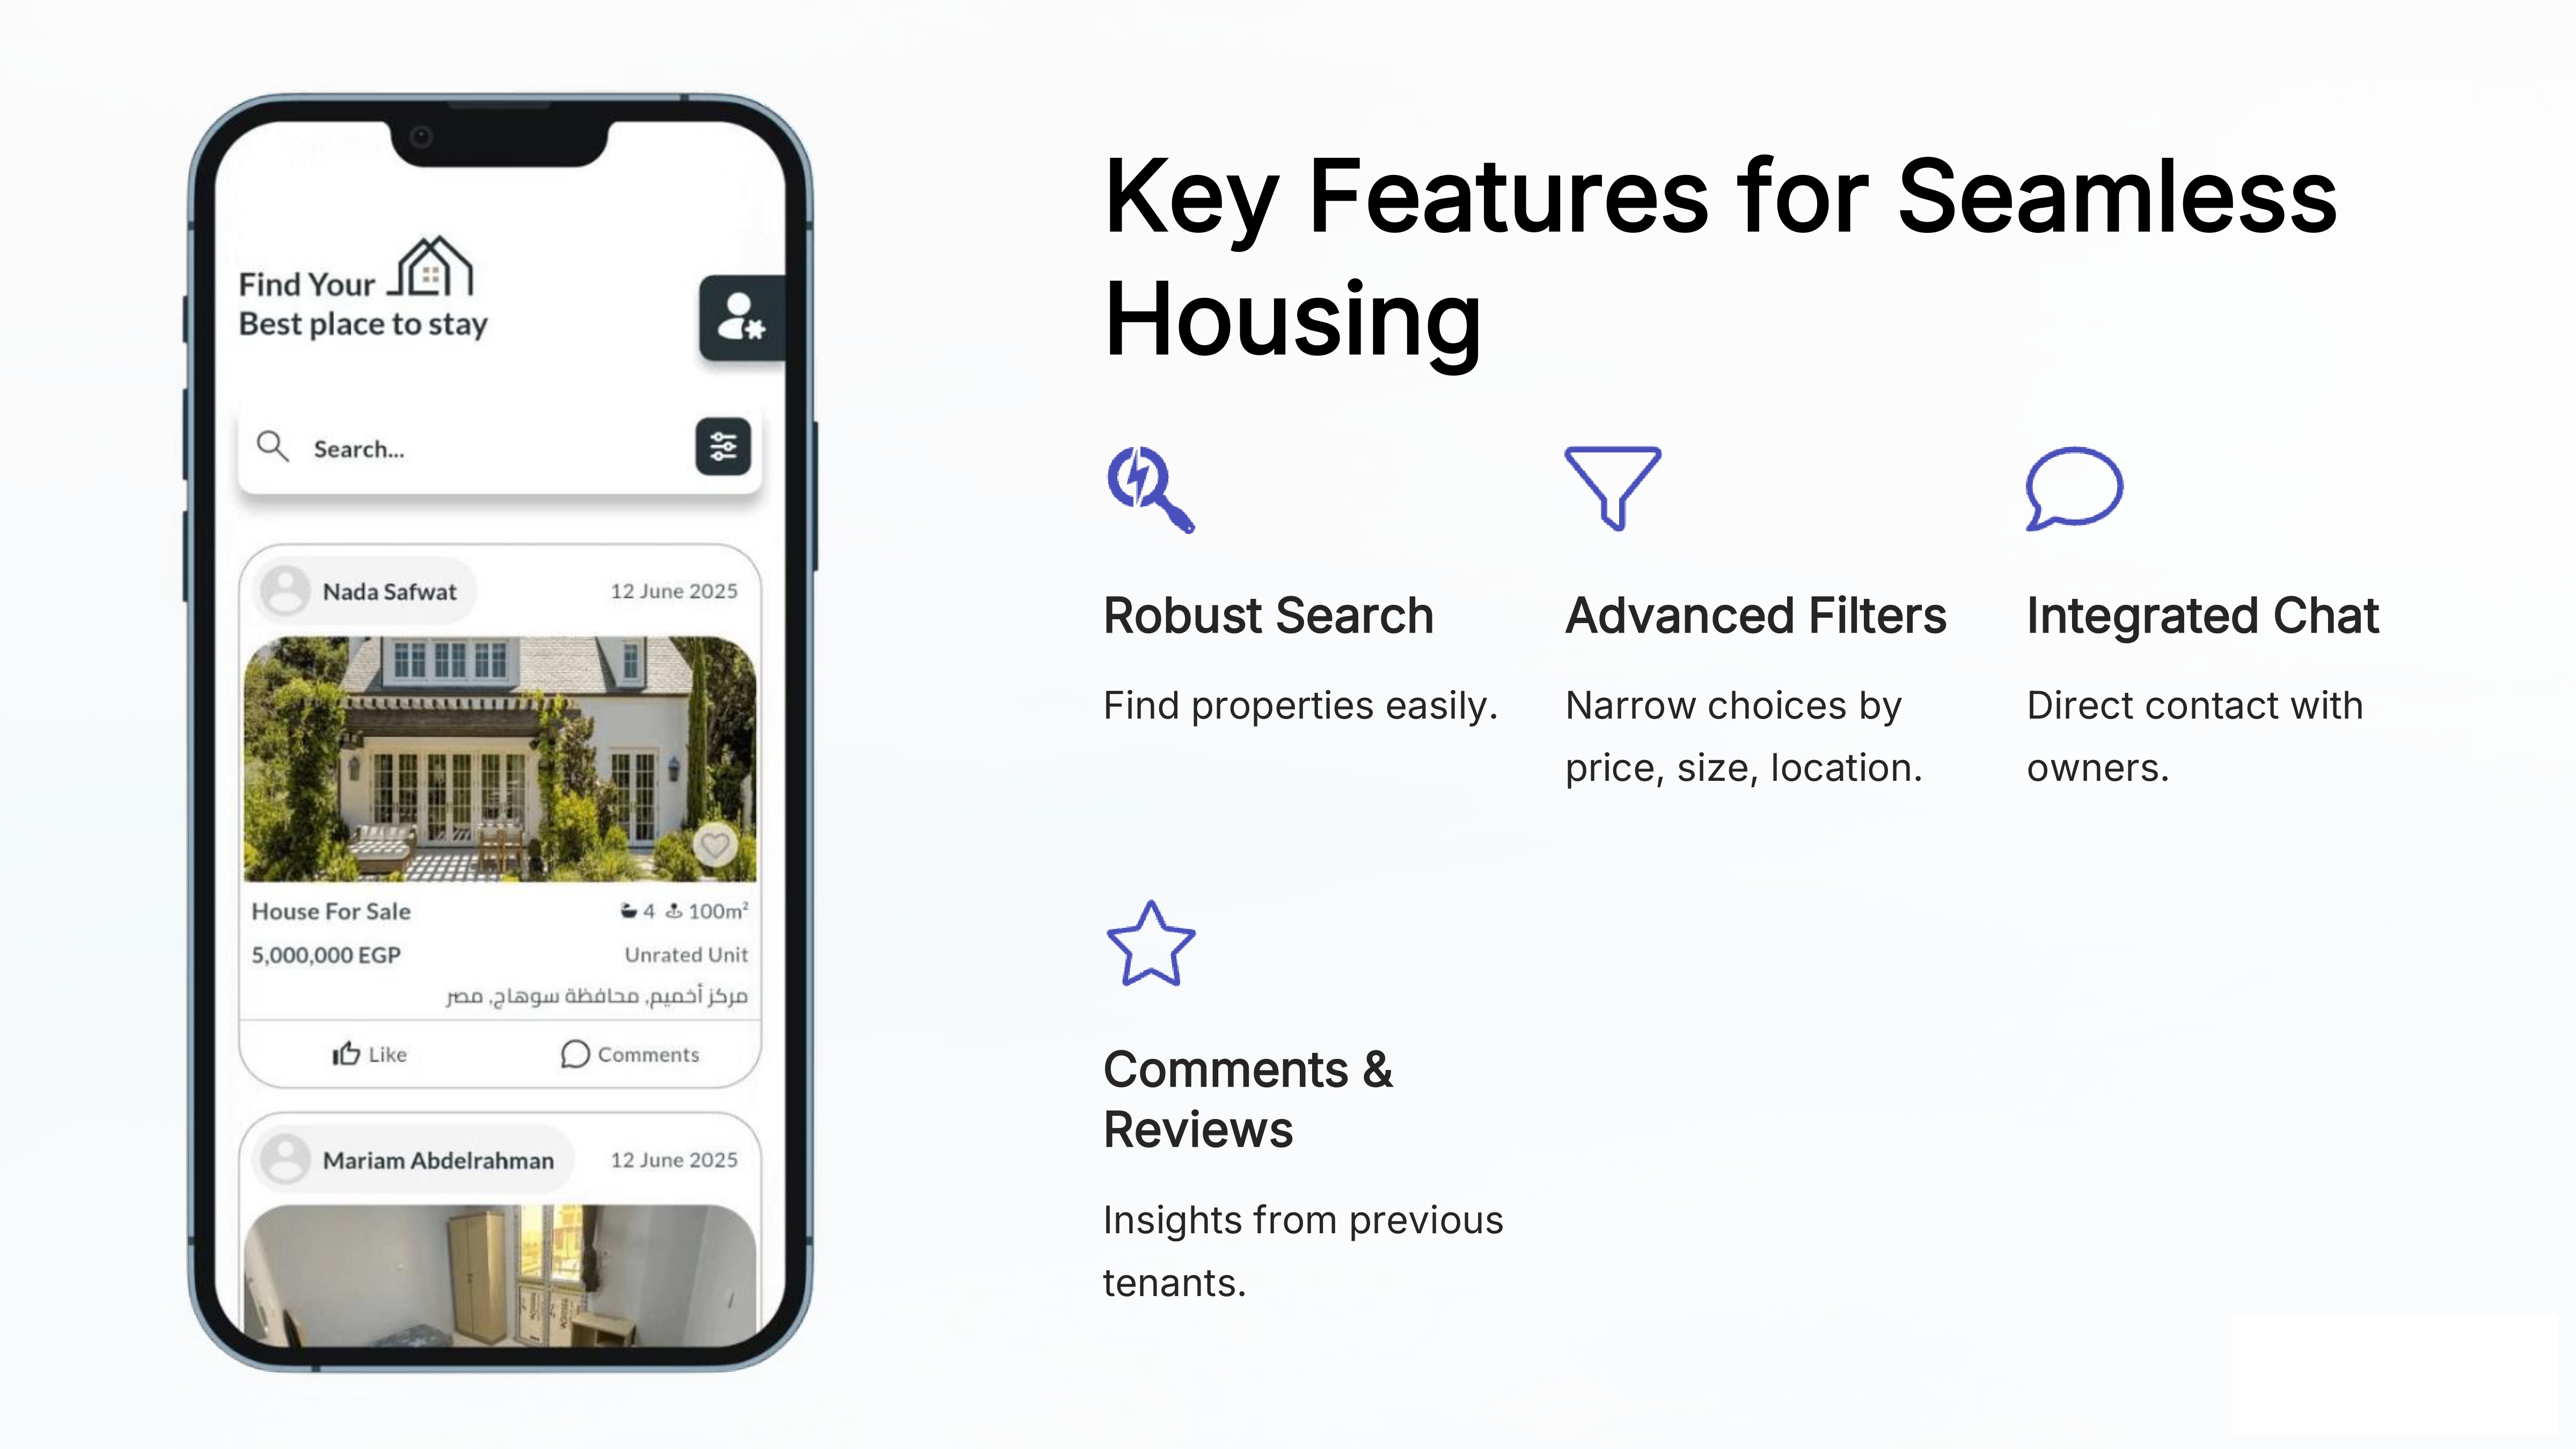 Find Your
Best place to stay
Search...
Nada Safwat
12 June 2025
House For Sale
4 100m²
5,000,000 EGP
Unrated Unit
مركز أخميم, محافظة سوهاج, مصر
Like
Comments
Mariam Abdelrahman
12 June 2025
Key Features for Seamless
Housing
Robust Search
Find properties easily.
Advanced Filters
Narrow choices by
price, size, location.
Integrated Chat
Direct contact with
owners.
Comments &
Reviews
Insights from previous
tenants.